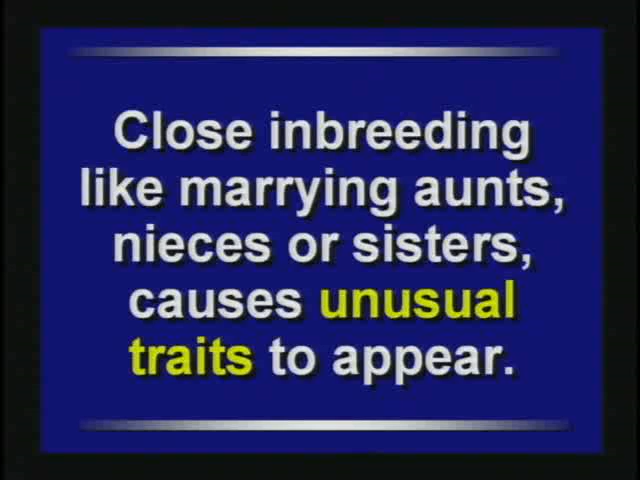 Close inbreeding
like marrying aunts,
nieces or sisters,
causes unusual
traits to appear.